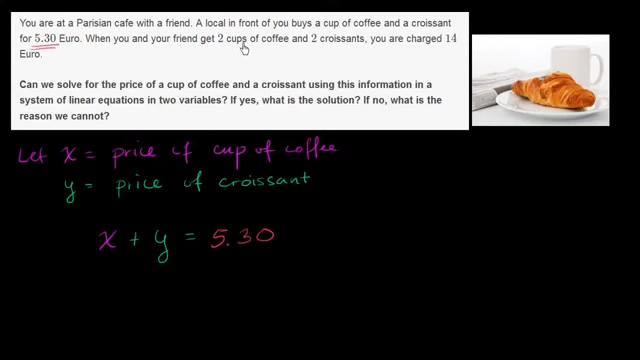 You are at a Parisian cafe with a friend. A local in front of you buys a cup of coffee and a croissant
for 5.30 Euro. When you and your friend get 2 cups of coffee and 2 croissants, you are charged 14
Euro.
Can we solve for the price of a cup of coffee and a croissant using this information in a
system of linear equations in two variables? If yes, what is the solution? If no, what is the
reason we cannot?
Let x = price of cup of coffee
y = price of croissant
x + y = 5.30